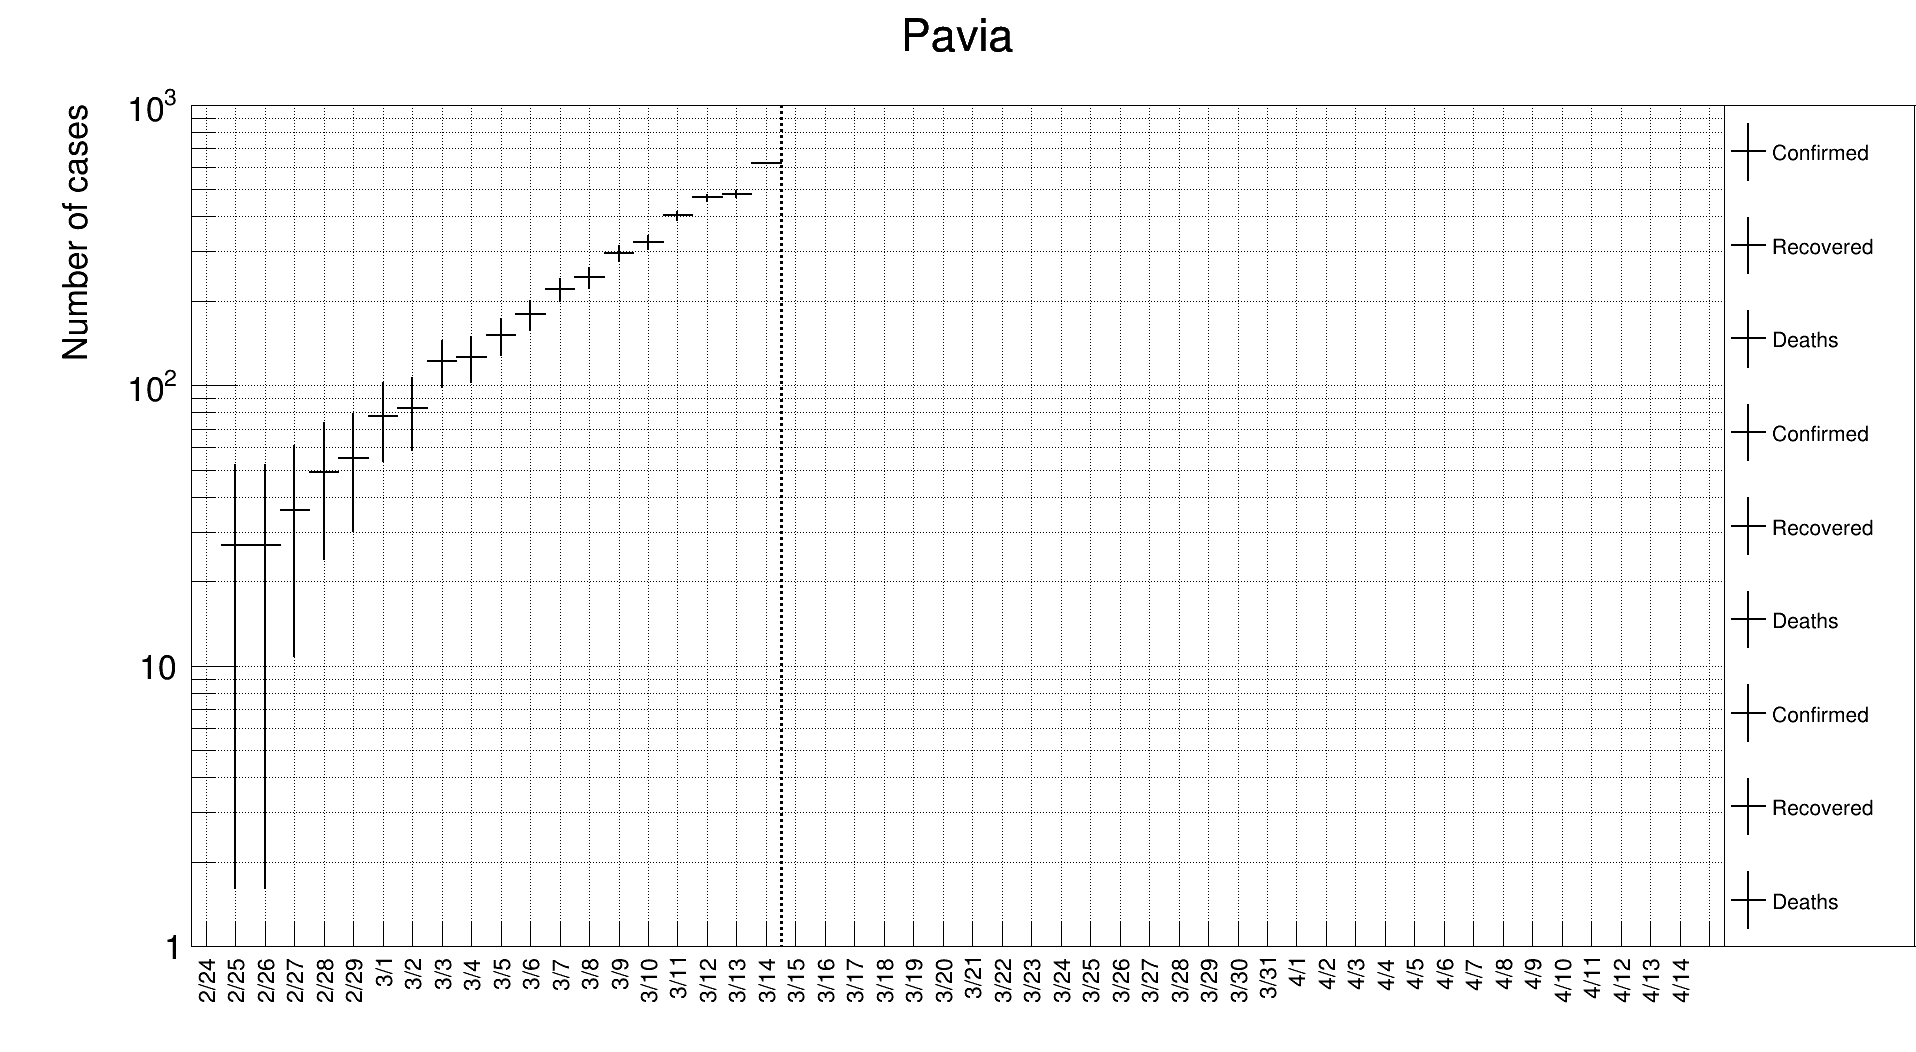 Pavia
Number of cases
10³
10²
10
1
2/24 2/25 2/26 2/27 2/28 2/29 3/1 3/2 3/3 3/4 3/5 3/6 3/7 3/8 3/9 3/10 3/11 3/12 3/13 3/14 3/15 3/16 3/17 3/18 3/19 3/20 3/21 3/22 3/23 3/24 3/25 3/26 3/27 3/28 3/29 3/30 3/31 4/1 4/2 4/3 4/4 4/5 4/6 4/7 4/8 4/9 4/10 4/11 4/12 4/13 4/14
Confirmed
Recovered
Deaths
Confirmed
Recovered
Deaths
Confirmed
Recovered
Deaths